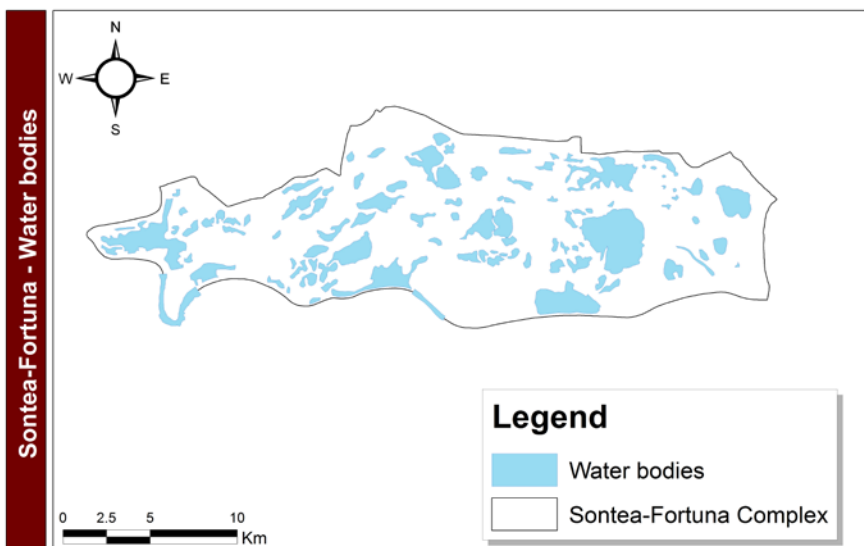 Sontea-Fortuna - Water bodies
N
W E
S
Legend
Water bodies
Sontea-Fortuna Complex
0 2.5 5 10
Km